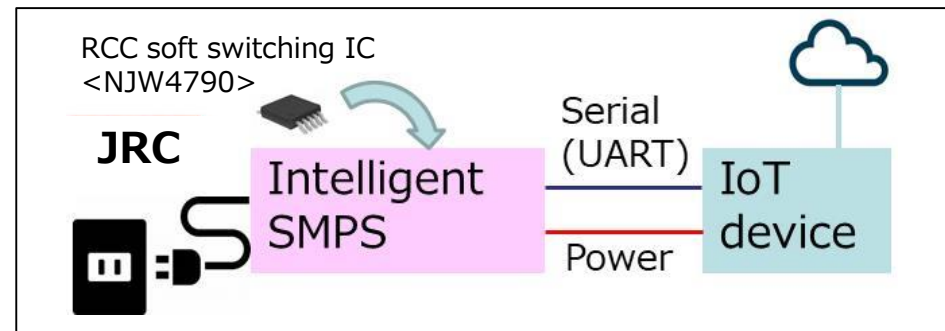 RCC soft switching IC
<NJW4790>
JRC
Intelligent
SMPS
Serial
(UART)
Power
IoT
device